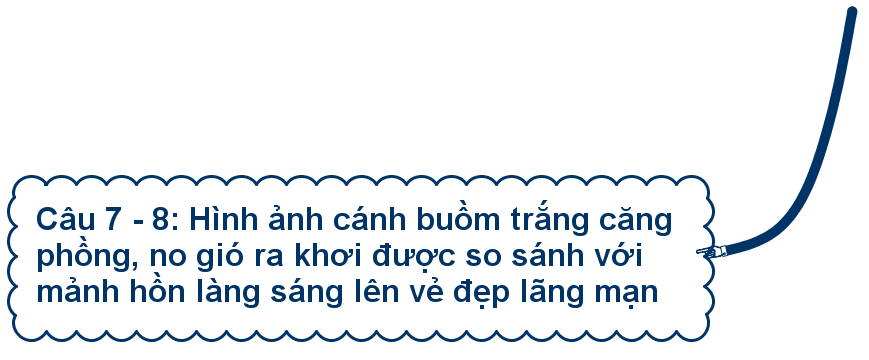 Câu 7 - 8: Hình ảnh cánh buồm trắng căng
phồng, no gió ra khơi được so sánh với
mảnh hồn làng sáng lên vẻ đẹp lãng mạn